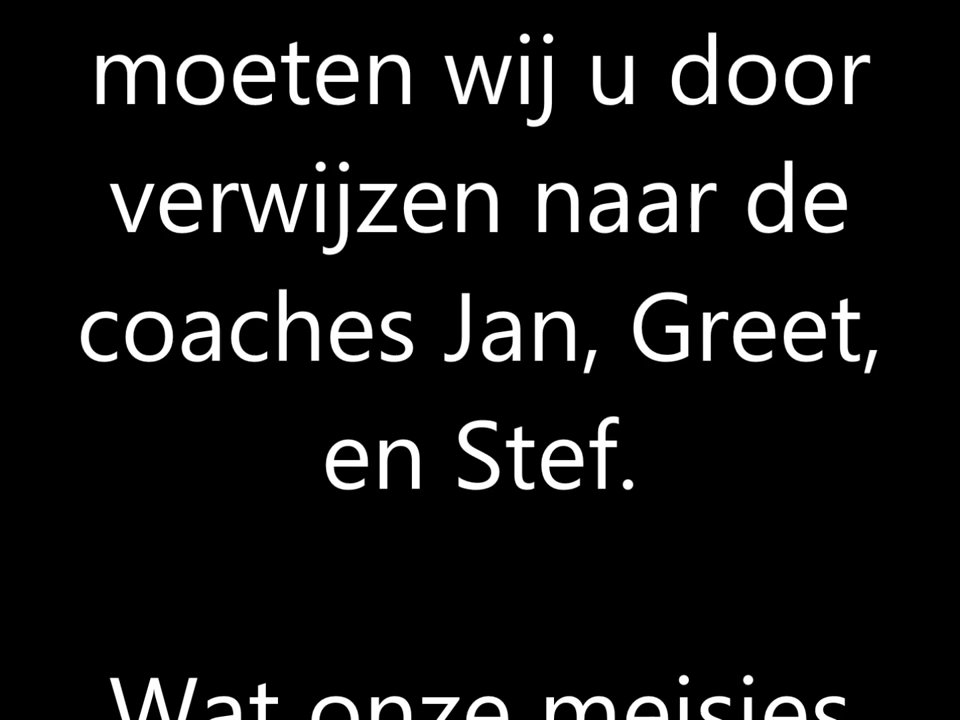 moeten wij u door
verwijzen naar de
coaches Jan, Greet,
en Stef.
Wat onze meisjes